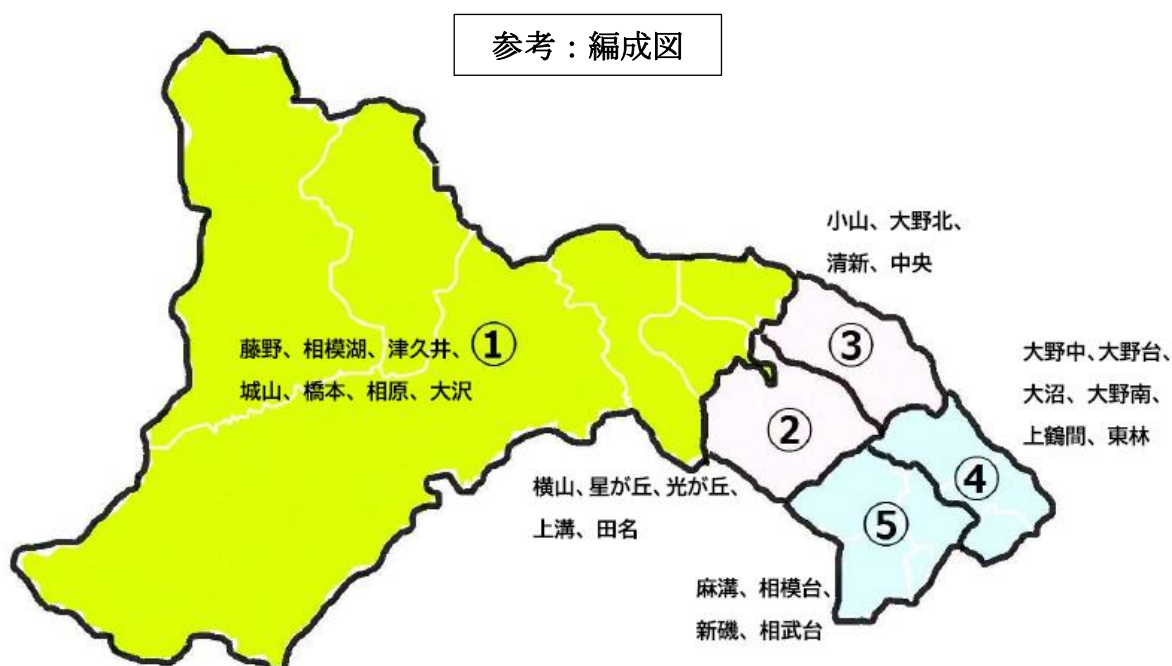 参考：編成図
小山、大野北、
清新、中央
③
藤野、相模湖、津久井、①
城山、橋本、相原、大沢
大野中、大野台、
大沼、大野南、
上鶴間、東林
②
④
横山、星が丘、光が丘、
上溝、田名
⑤
麻溝、相模台、
新磯、相武台